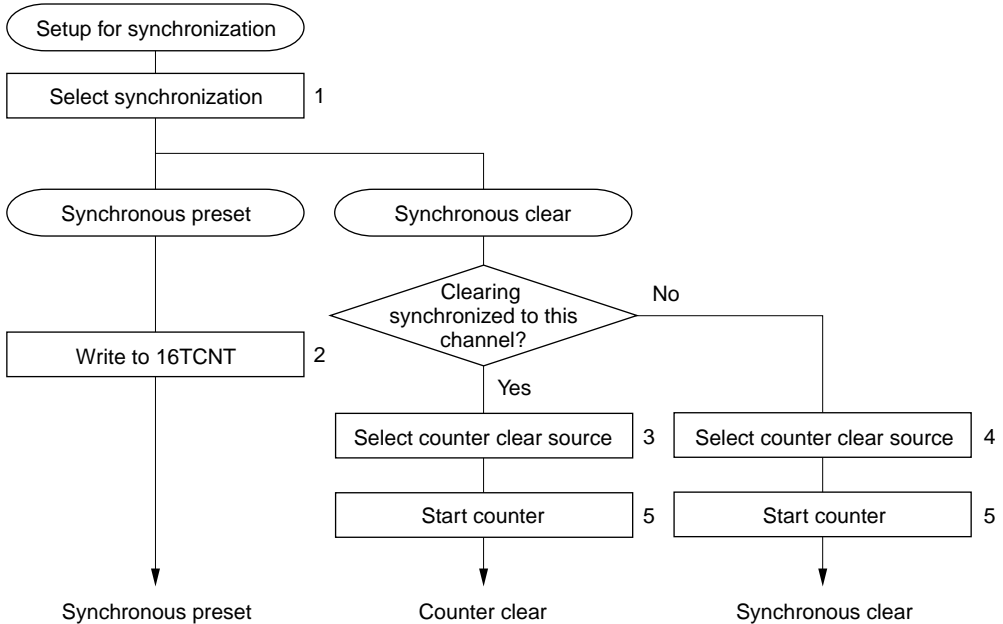 Setup for synchronization
Select synchronization 1
Synchronous preset
Synchronous clear
Clearing
synchronized to this
channel?
No
Write to 16TCNT 2
Yes
Select counter clear source 3
Select counter clear source 4
Start counter 5
Start counter 5
Synchronous preset
Counter clear
Synchronous clear